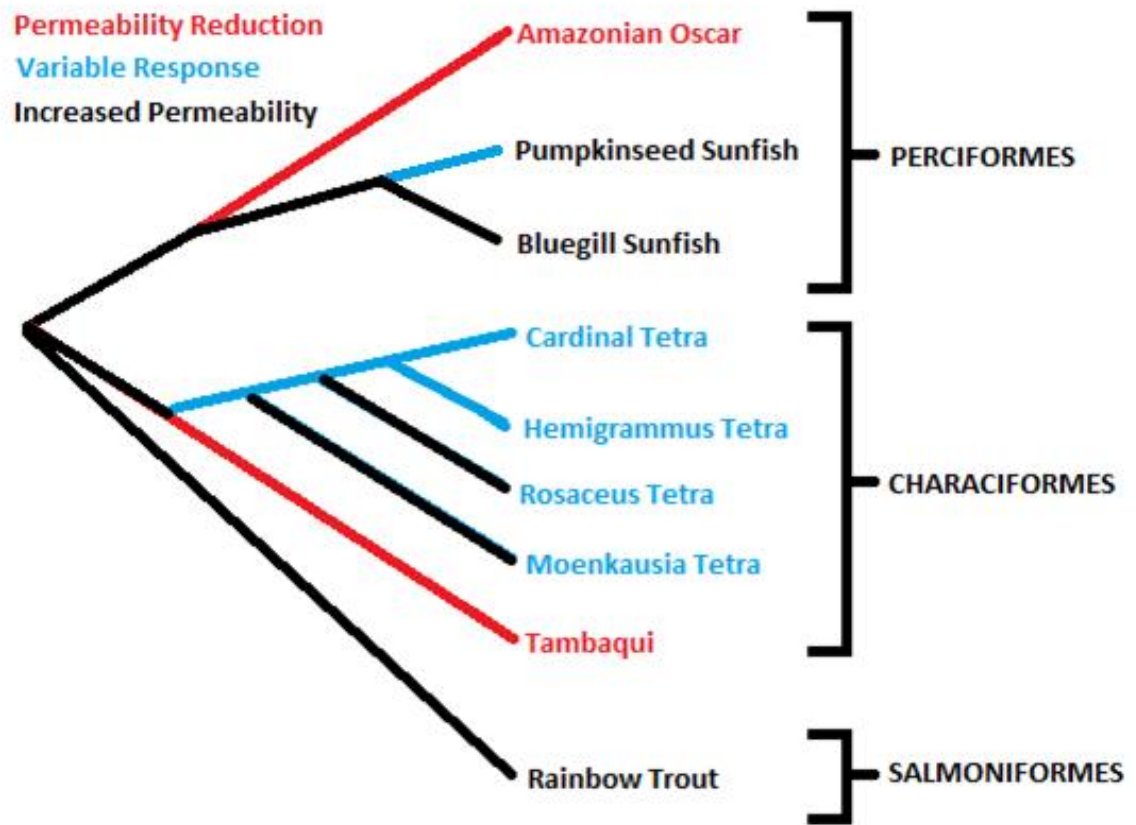 Permeability Reduction
Variable Response
Increased Permeability
Amazonian Oscar
Pumpkinseed Sunfish
Bluegill Sunfish
PERCIFORMES
Cardinal Tetra
Hemigrammus Tetra
Rosaceus Tetra
Moenkausia Tetra
Tambaqui
CHARACIFORMES
Rainbow Trout
SALMONIFORMES